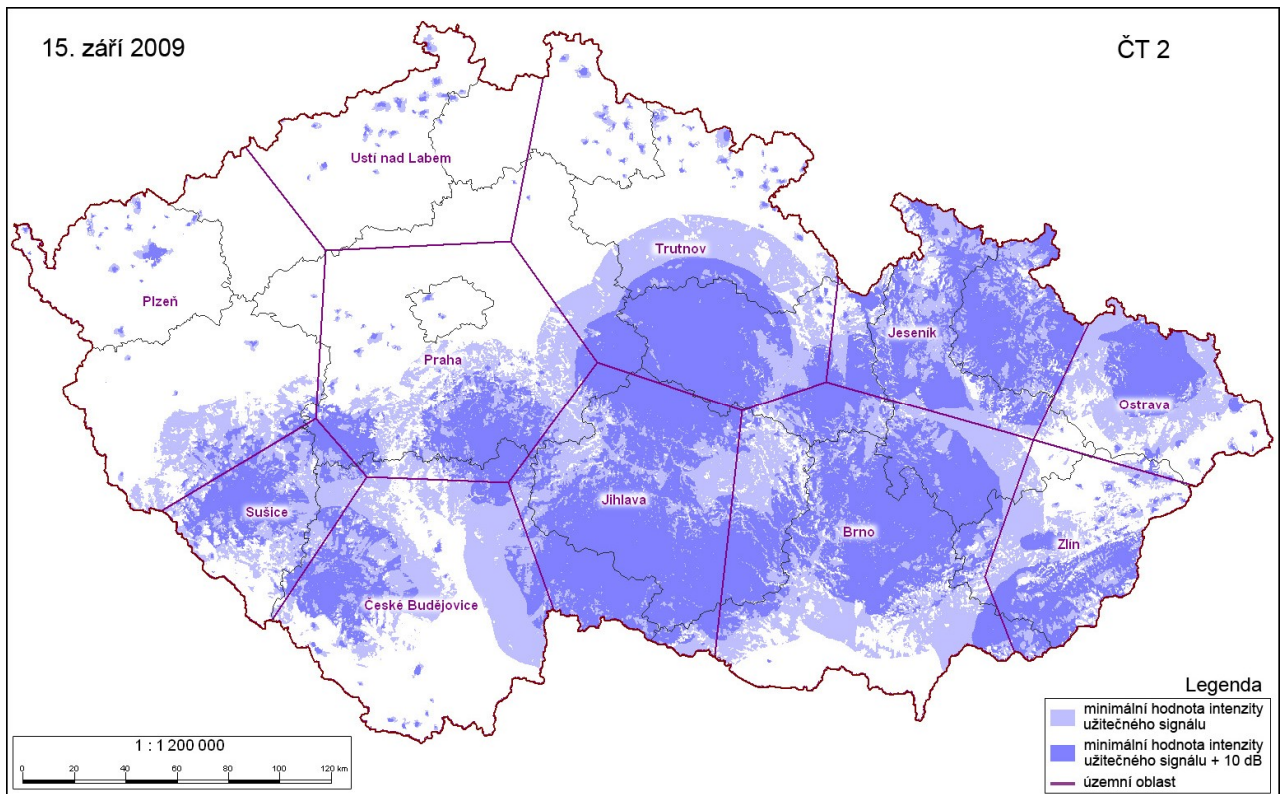 15. září 2009
ČT 2
Ústí nad Labem
Trutnov
Plzeň
Jeseník
Praha
Ostrava
Sušice
Jihlava
Brno
Zlín
České Budějovice
Legenda
minimální hodnota intenzity
užitečného signálu
minimální hodnota intenzity
užitečného signálu + 10 dB
územní oblast
1 : 1 200 000
0 20 40 60 80 100 120 km